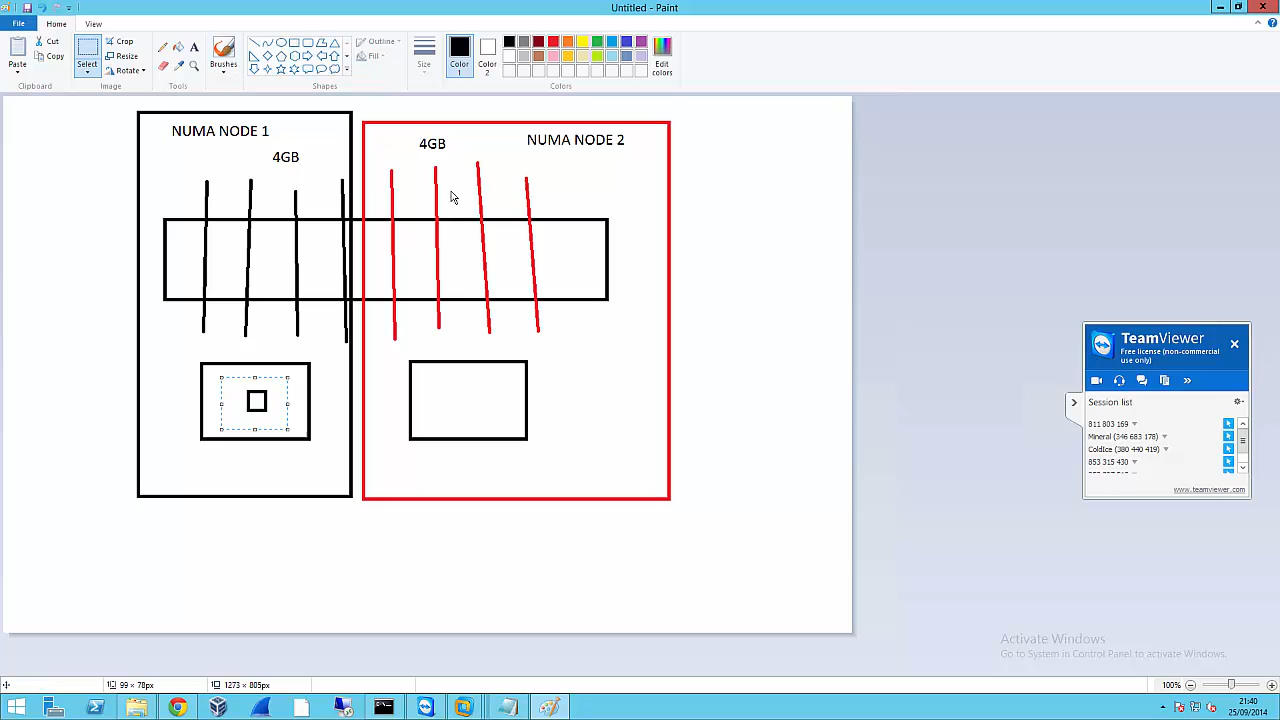 Untitled - Paint
File
Home
View
Paste
Cut
Copy
Clipboard
Select
Crop
Resize
Rotate
Image
A
Tools
Brushes
Outline
Fill
Shapes
Size
Color
1
Color
2
Edit
colors
Colors
NUMA NODE 1
4GB
4GB
NUMA NODE 2
TeamViewer
Free license (non-commercial
use only)
Session list
811 803 169
Mineral (346 683 178)
ColdIce (380 440 419)
853 315 430
www.teamviewer.com
Activate Windows
Go to System in Control Panel to activate Windows.
99 × 78px
1273 × 805px
100%
21:40
25/09/2014